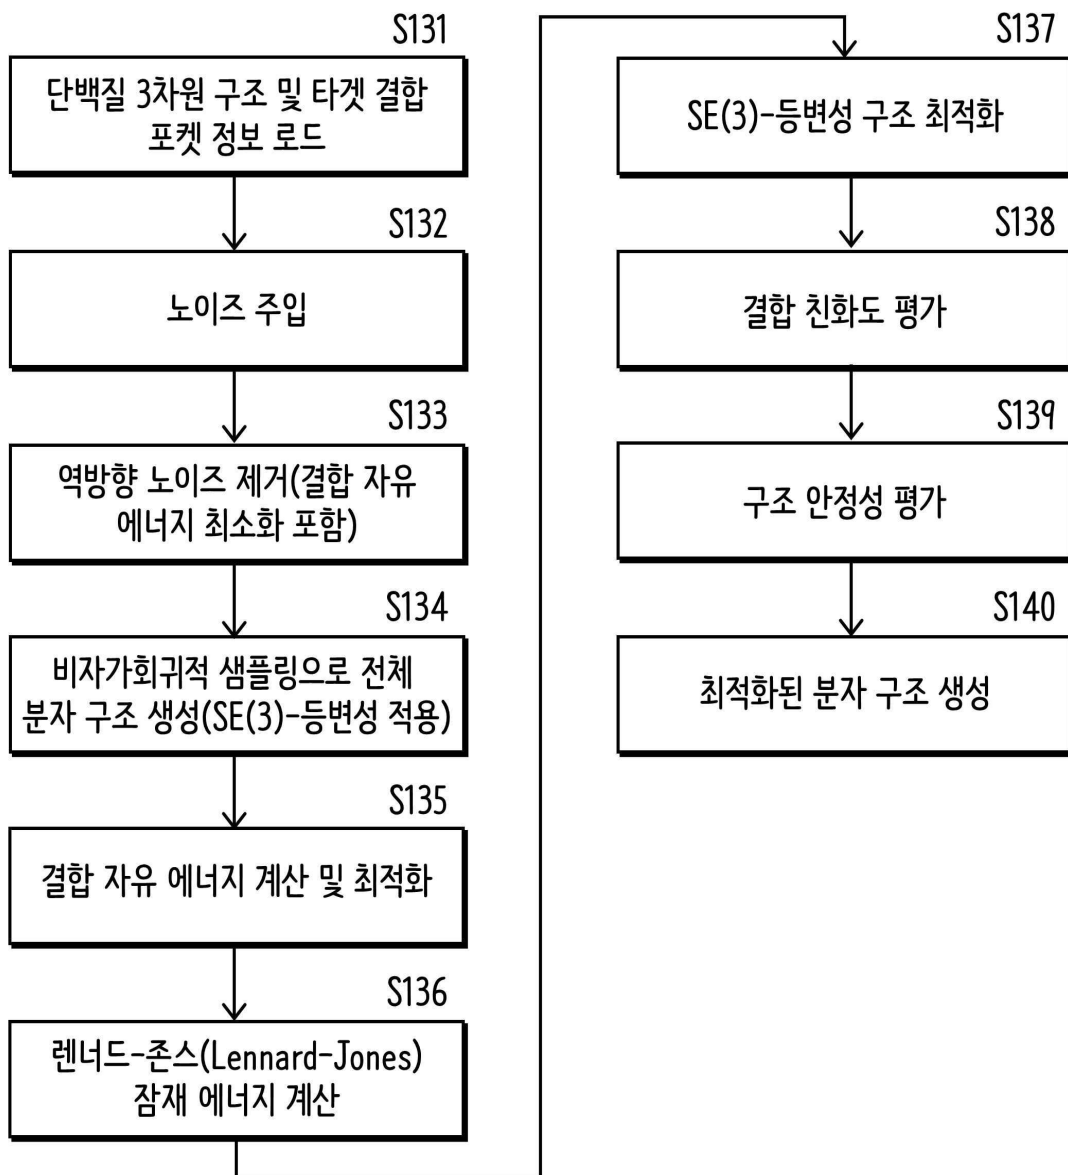 S131
단백질 3차원 구조 및 타겟 결합
포켓 정보 로드
S132
노이즈 주입
S133
역방향 노이즈 제거(결합 자유
에너지 최소화 포함)
S134
비자가회귀적 샘플링으로 전체
분자 구조 생성(SE(3)-등변성 적용)
S135
결합 자유 에너지 계산 및 최적화
S136
렌너드-존스(Lennard-Jones)
잠재 에너지 계산
S137
SE(3)-등변성 구조 최적화
S138
결합 친화도 평가
S139
구조 안정성 평가
S140
최적화된 분자 구조 생성